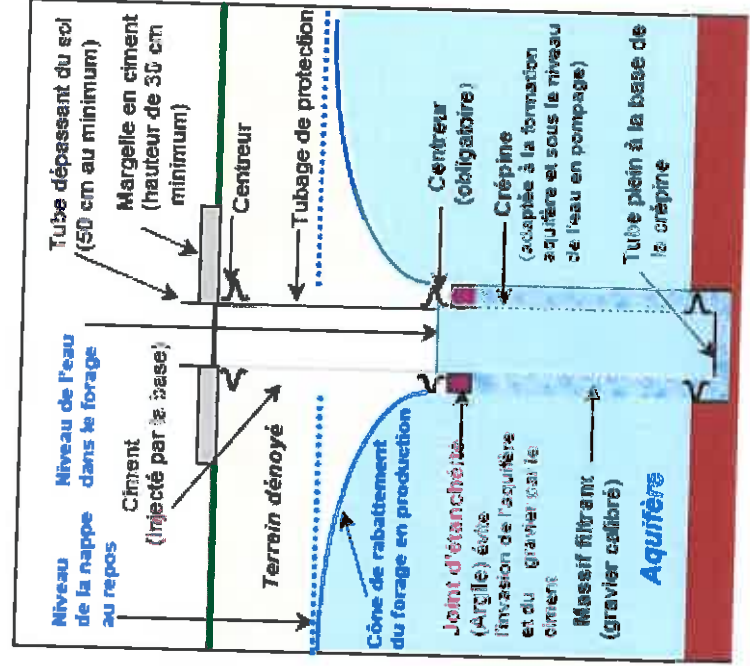 Tube dépassant du sol
(50 cm au minimum)
Margelle en ciment
(hauteur de 30 cm
minimum)
Centreur
Tubage de protection
Centreur
(obligatoire)
Crépine
(adaptée à la formation
aquifère et sous le niveau
de l'eau en pompage)
Tube plein à la base de
la crépine
Niveau
de la nappe
au repos
Niveau de l'eau
dans le forage
Ciment
(Injecté par la base)
Terrain dénoyé
Cône de rabattement
du forage en production
Joint d'étanchéité
(Argile) évite
l'invasion de l'aquifère
et du gravier par le
ciment
Massif filtrant
(gravier calibré)
Aquifère